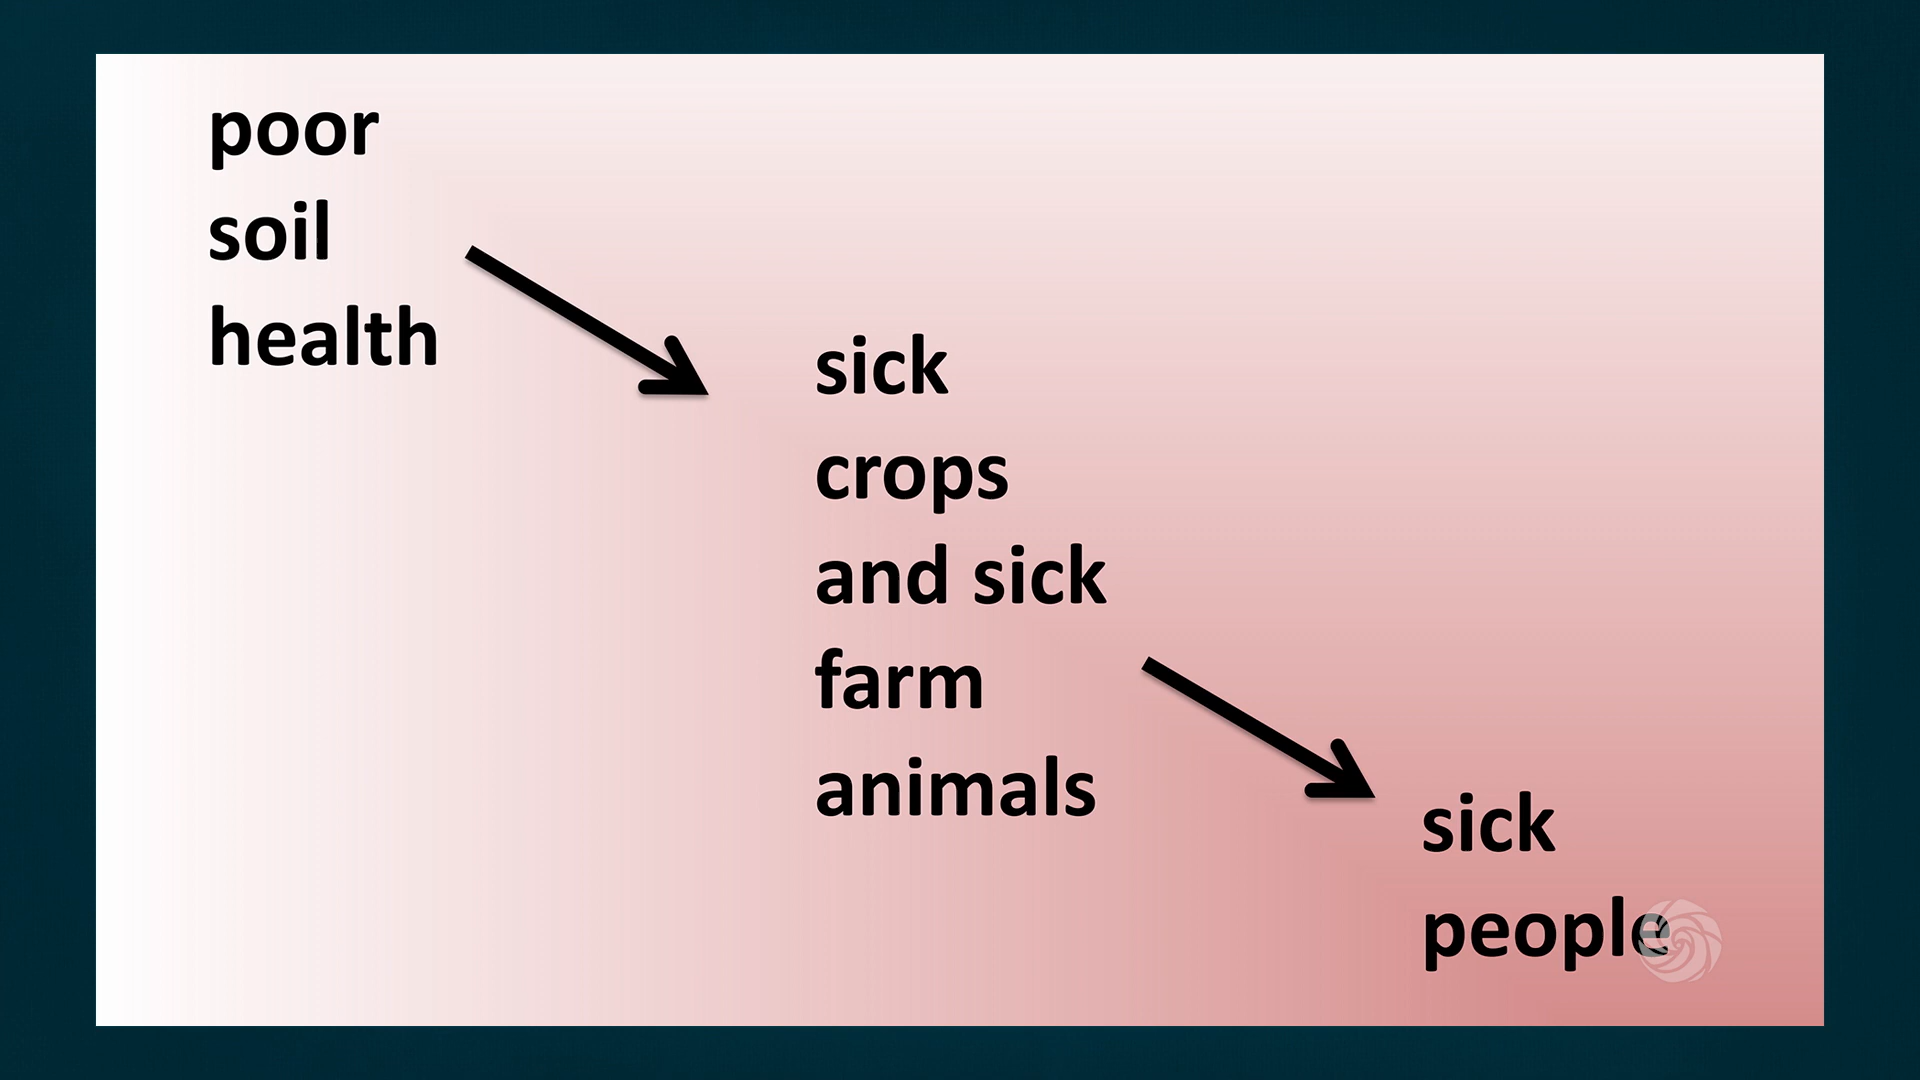 poor
soil
health
sick
crops
and sick
farm
animals
sick
people